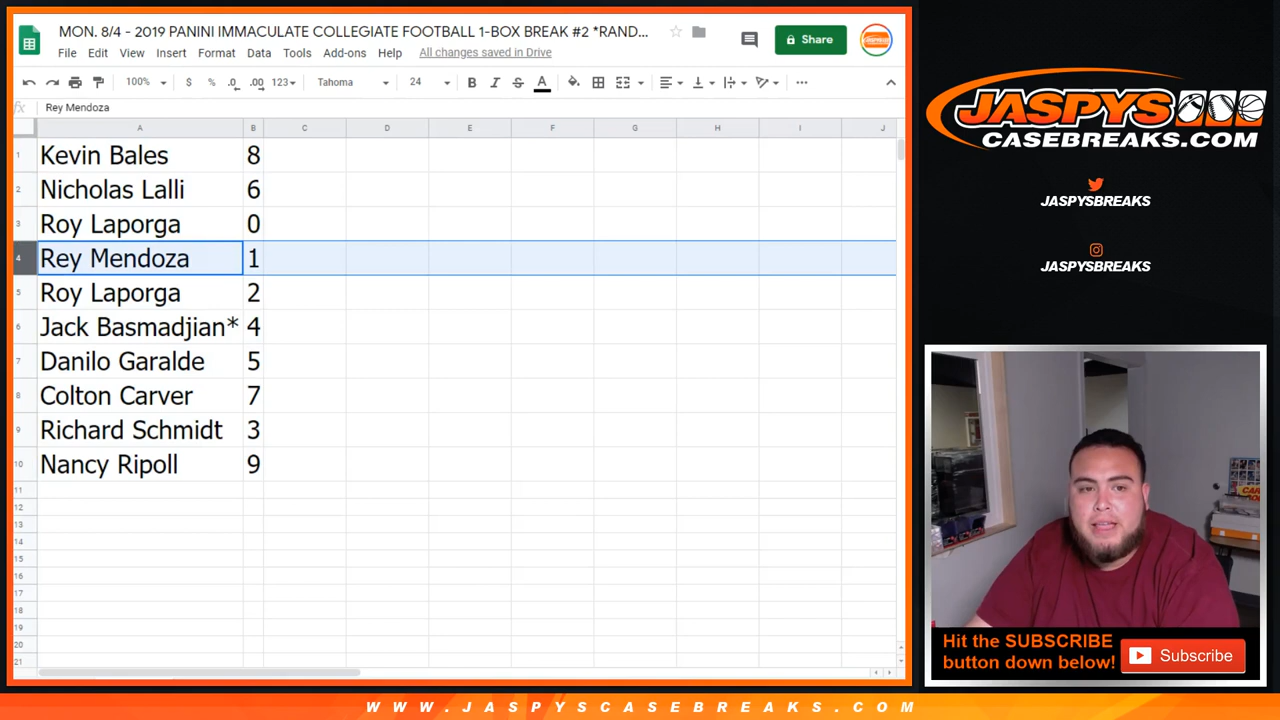 MON. 8/4 - 2019 PANINI IMMACULATE COLLEGIATE FOOTBALL 1-BOX BREAK #2 *RAND...
Share
File Edit View Insert Format Data Tools Add-ons Help All changes saved in Drive
100% $ % .0 .00 123 Tahoma 24 B I S A
fx Rey Mendoza
A B C D E F G H I J
1 Kevin Bales 8
2 Nicholas Lalli 6
3 Roy Laporga 0
4 Rey Mendoza 1
5 Roy Laporga 2
6 Jack Basmadjian* 4
7 Danilo Garalde 5
8 Colton Carver 7
9 Richard Schmidt 3
10 Nancy Ripoll 9
11
12
13
14
15
16
17
18
19
20
21
JASPYS
CASEBREAKS.COM
JASPYSBREAKS
JASPYSBREAKS
Hit the SUBSCRIBE
button down below!
Subscribe
WWW.JASPYSCASEBREAKS.COM